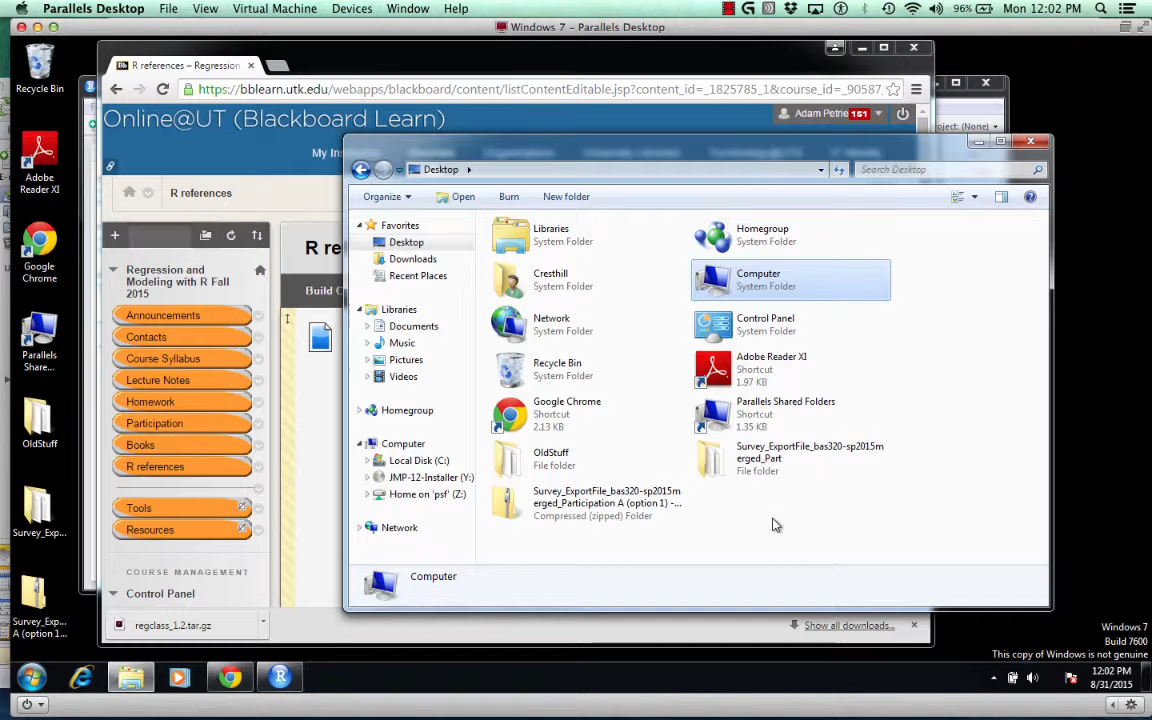 Parallels Desktop File View Virtual Machine Devices Window Help
96% Mon 12:02 PM
Windows 7 - Parallels Desktop
Recycle Bin
Adobe
Reader XI
Google
Chrome
Parallels
Share...
OldStuff
Survey_Exp...
Survey_Exp...
A (option 1...
Bb R references – Regression ×
https://bblearn.utk.edu/webapps/blackboard/content/listContentEditable.jsp?content_id=_1825785_1&course_id=_90587
Online@UT (Blackboard Learn)
Adam Petrie 151
My In
roject: (None)
R references
Regression and
Modeling with R Fall
2015
Announcements
Contacts
Course Syllabus
Lecture Notes
Homework
Participation
Books
R references
Tools
Resources
COURSE MANAGEMENT
Control Panel
R re
Build C
regclass_1.2.tar.gz
Show all downloads...
Desktop
Search Desktop
Organize Open Burn New folder
Favorites
Desktop
Downloads
Recent Places
Libraries
Documents
Music
Pictures
Videos
Homegroup
Computer
Local Disk (C:)
JMP-12-Installer (Y:)
Home on 'psf' (Z:)
Network
Libraries
System Folder
Homegroup
System Folder
Cresthill
System Folder
Computer
System Folder
Network
System Folder
Control Panel
System Folder
Recycle Bin
System Folder
Adobe Reader XI
Shortcut
1.97 KB
Google Chrome
Shortcut
2.13 KB
Parallels Shared Folders
Shortcut
1.35 KB
OldStuff
File folder
Survey_ExportFile_bas320-sp2015m
erged_Part
File folder
Survey_ExportFile_bas320-sp2015m
erged_Participation A (option 1) -...
Compressed (zipped) Folder
Computer
Windows 7
Build 7600
This copy of Windows is not genuine
12:02 PM
8/31/2015